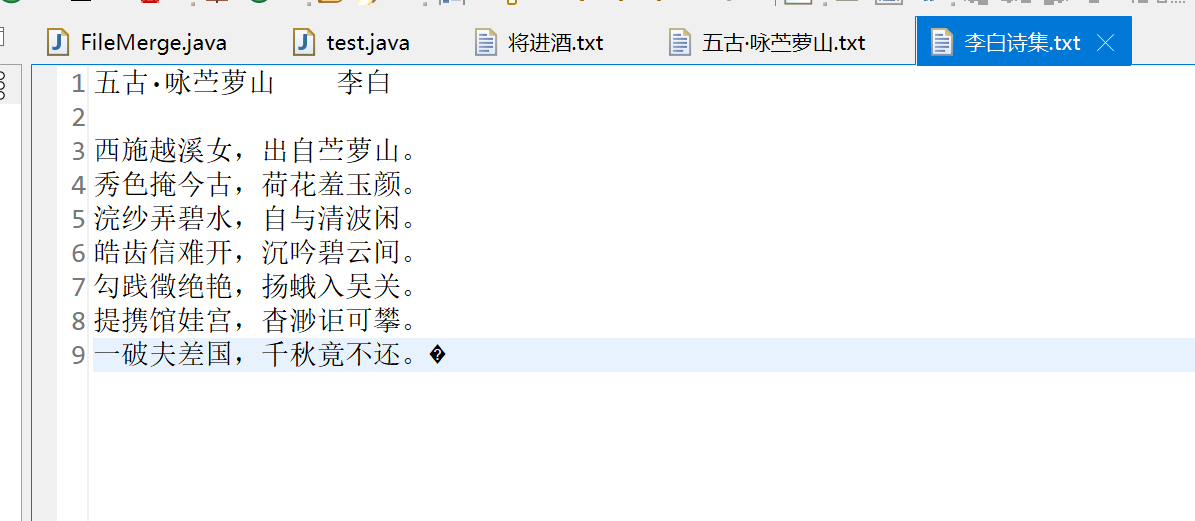 FileMerge.java test.java 将进酒.txt 五古·咏苎萝山.txt 李白诗集.txt
1 五古·咏苎萝山 李白
2
3 西施越溪女，出自苎萝山。
4 秀色掩今古，荷花羞玉颜。
5 浣纱弄碧水，自与清波闲。
6 皓齿信难开，沉吟碧云间。
7 勾践徵绝艳，扬蛾入吴关。
8 提携馆娃宫，杳渺讵可攀。
9 一破夫差国，千秋竟不还。�